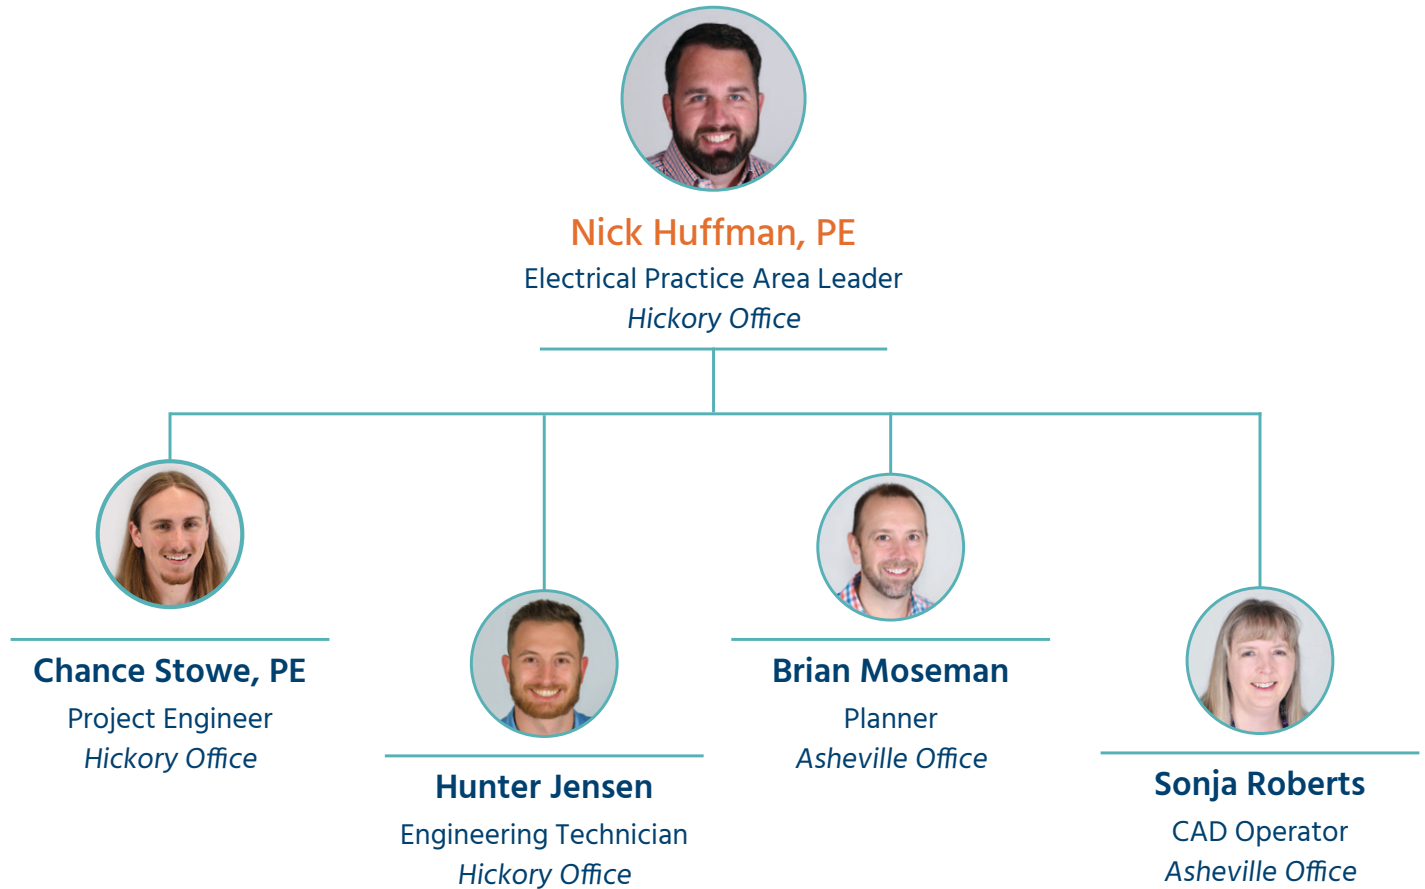 Nick Huffman, PE
Electrical Practice Area Leader
Hickory Office
Chance Stowe, PE
Project Engineer
Hickory Office
Hunter Jensen
Engineering Technician
Hickory Office
Brian Moseman
Planner
Asheville Office
Sonja Roberts
CAD Operator
Asheville Office